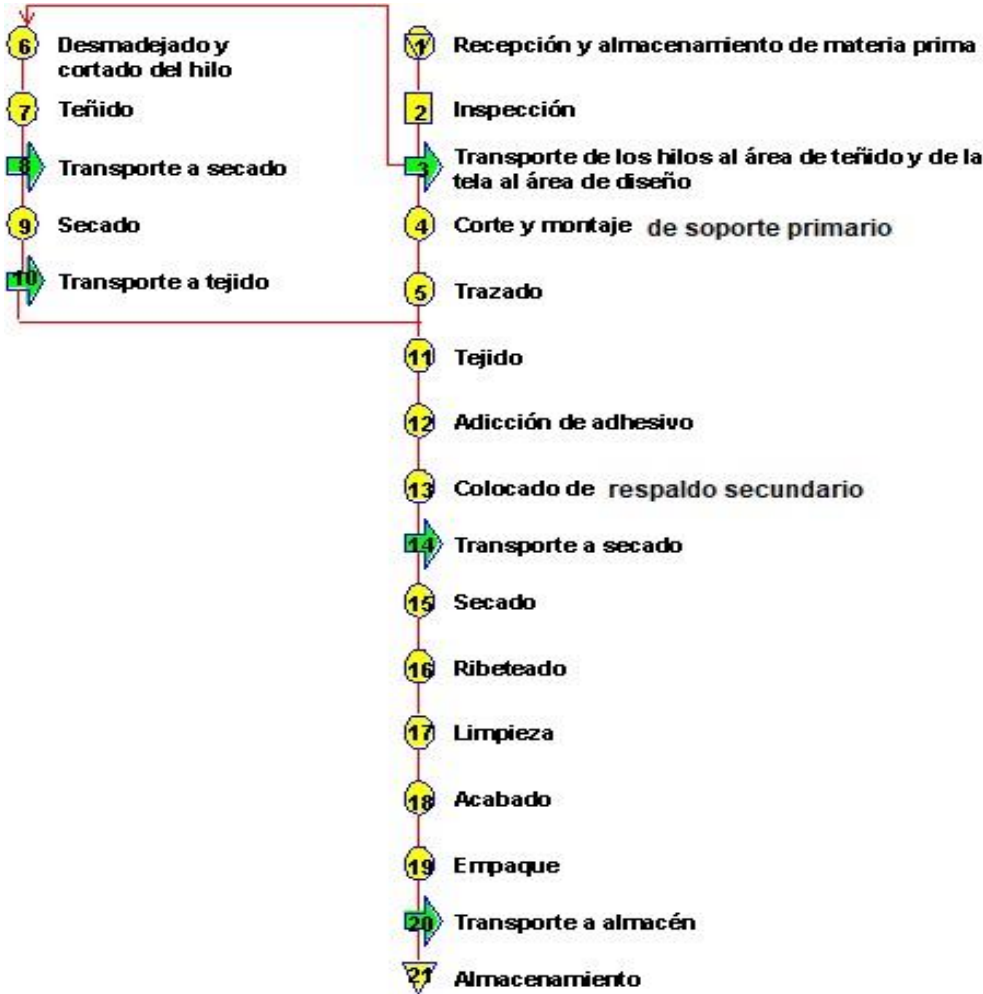 6 Desmadejado y
cortado del hilo
7 Teñido
8 Transporte a secado
9 Secado
10 Transporte a tejido
1 Recepción y almacenamiento de materia prima
2 Inspección
3 Transporte de los hilos al área de teñido y de la
tela al área de diseño
4 Corte y montaje de soporte primario
5 Trazado
11 Tejido
12 Adicción de adhesivo
13 Colocado de respaldo secundario
14 Transporte a secado
15 Secado
16 Ribeteado
17 Limpieza
18 Acabado
19 Empaque
20 Transporte a almacén
21 Almacenamiento